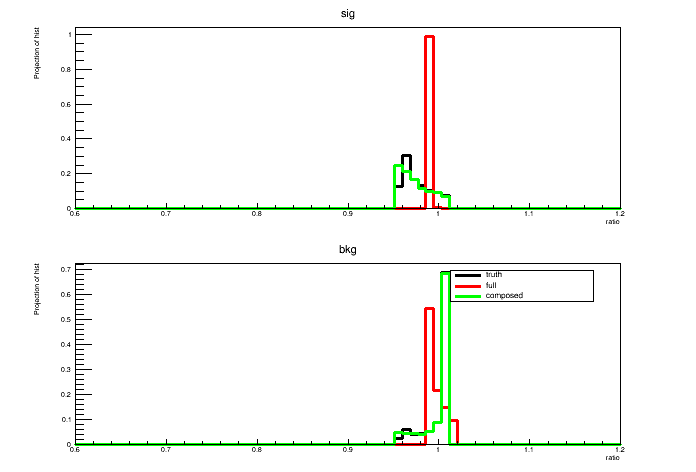 sig
Projection of hist
1
0.8
0.6
0.4
0.2
0
0.6 0.7 0.8 0.9 1 1.1 1.2
ratio
bkg
Projection of hist
0.7
0.6
0.5
0.4
0.3
0.2
0.1
0
truth
full
composed
0.6 0.7 0.8 0.9 1 1.1 1.2
ratio